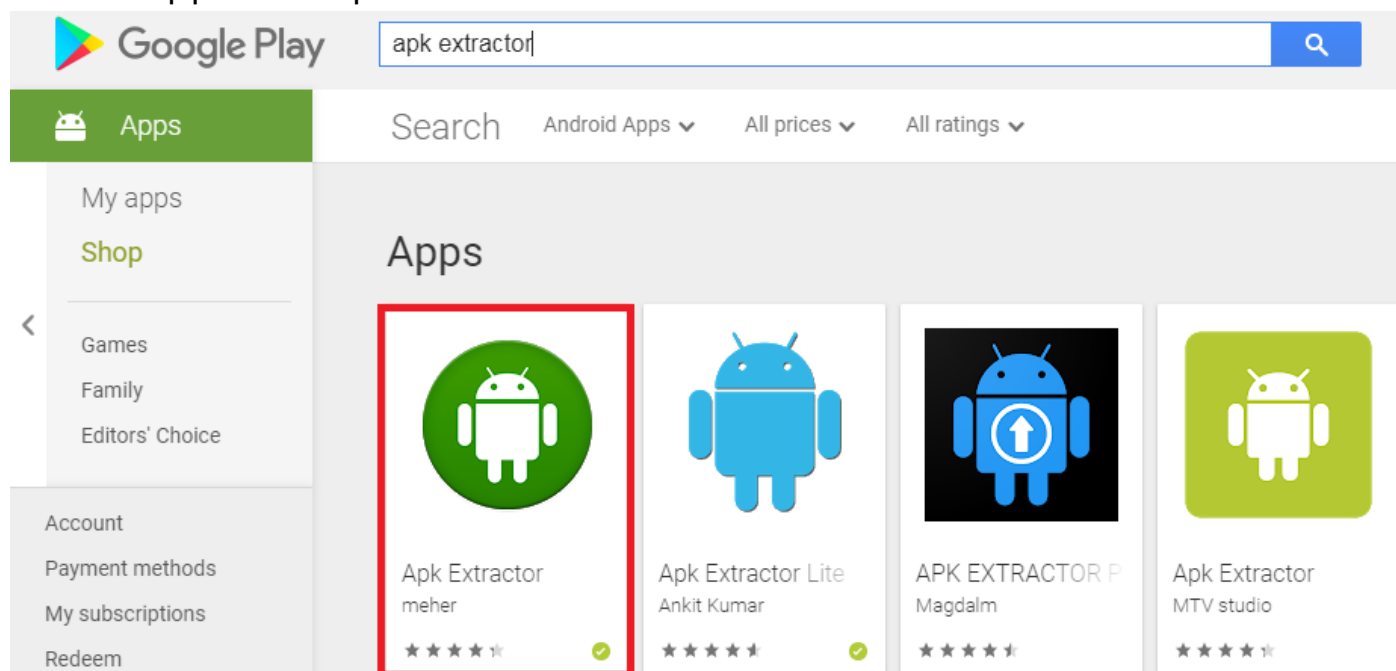 Google Play
apk extractor
Apps
Search Android Apps All prices All ratings
My apps
Shop
Apps
Games
Family
Editors' Choice
Account
Payment methods
My subscriptions
Redeem
Apk Extractor
meher
Apk Extractor Lite
Ankit Kumar
APK EXTRACTOR P
Magdalm
Apk Extractor
MTV studio